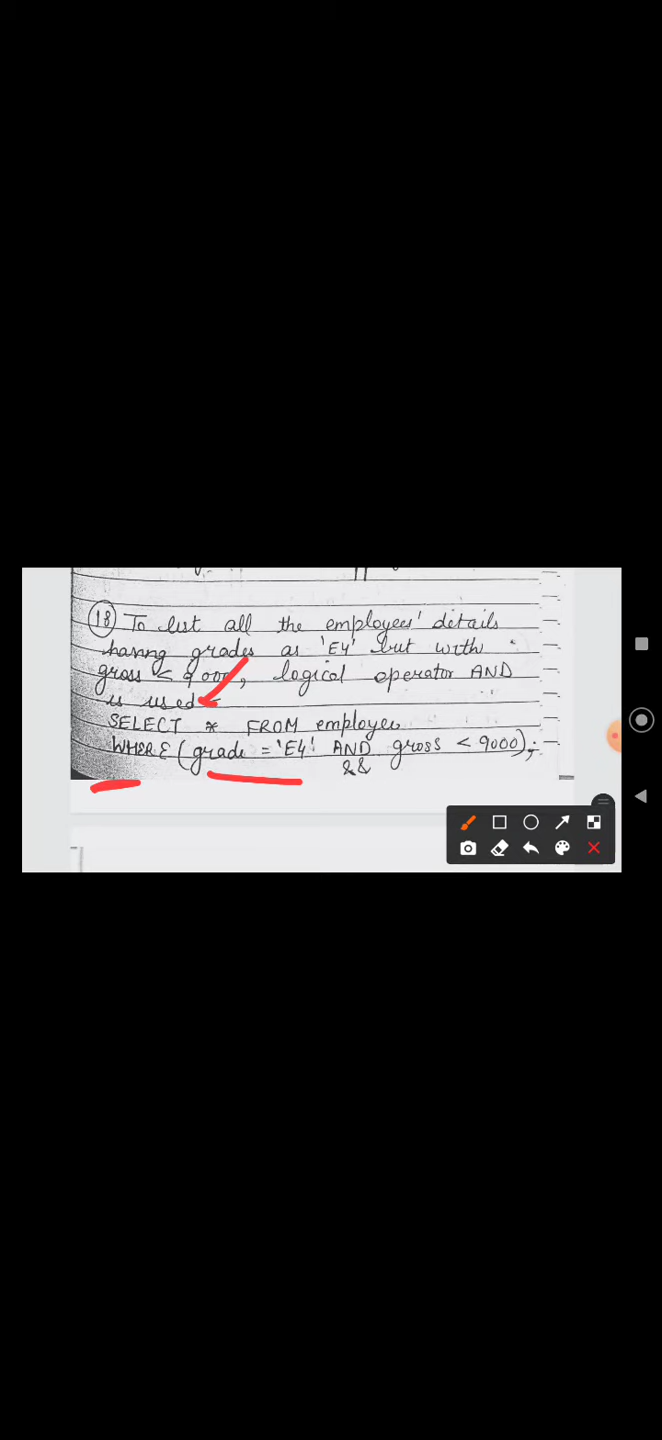 (18) To list all the employees' details
having grades as 'E4' but with
gross < 9000, logical operator AND
is used -
SELECT * FROM employee
WHERE (grade = 'E4' AND gross < 9000);
&&